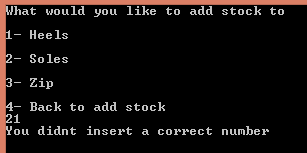 What would you like to add stock to
1- Heels
2- Soles
3- Zip
4- Back to add stock
21
You didnt insert a correct number